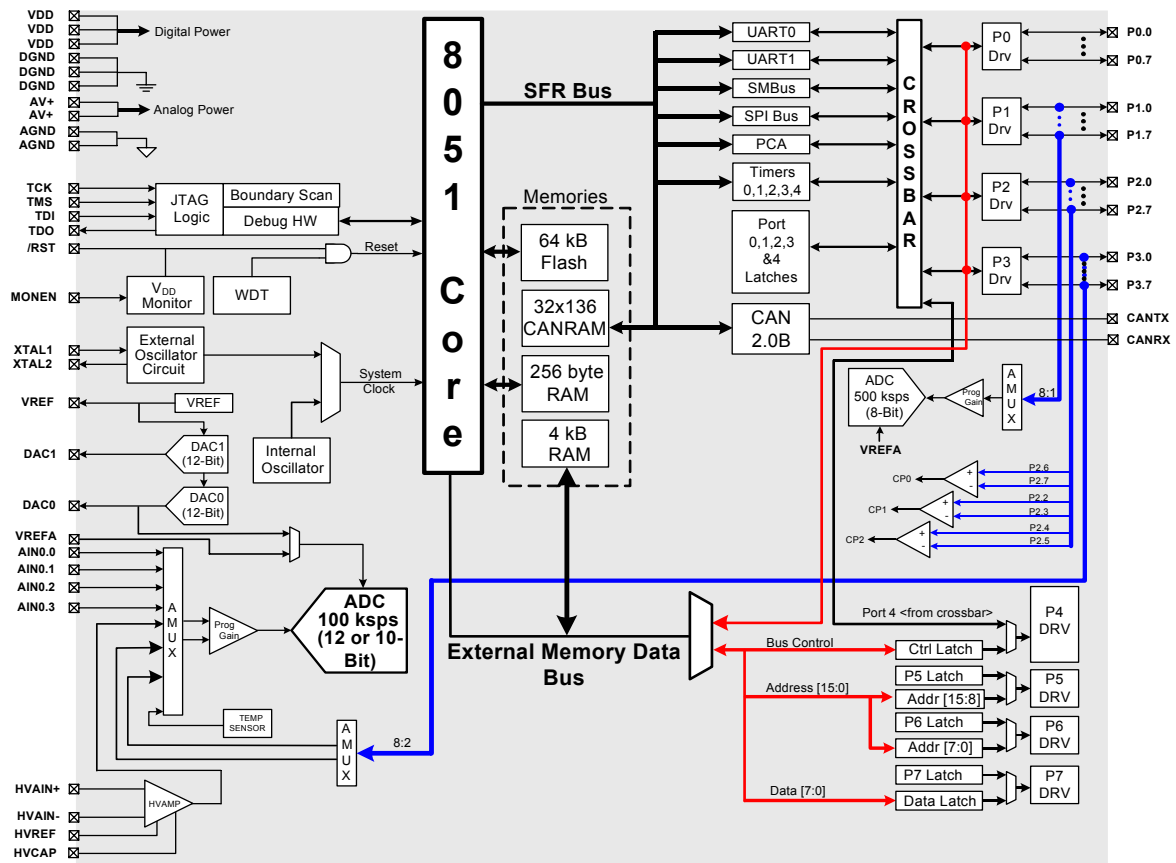 VDD
VDD
VDD
Digital Power
DGND
DGND
DGND
AV+
AV+
Analog Power
AGND
AGND
TCK
TMS
TDI
TDO
JTAG
Logic
Boundary Scan
Debug HW
/RST
Reset
MONEN
VDD
Monitor
WDT
XTAL1
XTAL2
External
Oscillator
Circuit
System
Clock
Internal
Oscillator
VREF
VREF
DAC1
DAC1
(12-Bit)
DAC0
DAC0
(12-Bit)
VREFA
AIN0.0
AIN0.1
AIN0.2
AIN0.3
AMUX
Prog
Gain
ADC
100 ksps
(12 or 10-
Bit)
TEMP
SENSOR
AMUX
8:2
HVAIN+
HVAIN-
HVREF
HVCAP
HVAMP
8051 Core
SFR Bus
Memories
64 kB
Flash
32x136
CANRAM
256 byte
RAM
4 kB
RAM
External Memory Data
Bus
UART0
UART1
SMBus
SPI Bus
PCA
Timers
0,1,2,3,4
Port
0,1,2,3
&4
Latches
CAN
2.0B
CROSSBAR
P0
Drv
P1
Drv
P2
Drv
P3
Drv
P0.0
P0.7
P1.0
P1.7
P2.0
P2.7
P3.0
P3.7
CANTX
CANRX
ADC
500 ksps
(8-Bit)
VREFA
Prog
Gain
AMUX
8:1
CP0
+
-
P2.6
P2.7
CP1
+
-
P2.2
P2.3
CP2
+
-
P2.4
P2.5
Port 4 <from crossbar>
Bus Control
Ctrl Latch
P4
DRV
Address [15:0]
P5 Latch
Addr [15:8]
P5
DRV
P6 Latch
Addr [7:0]
P6
DRV
Data [7:0]
P7 Latch
Data Latch
P7
DRV